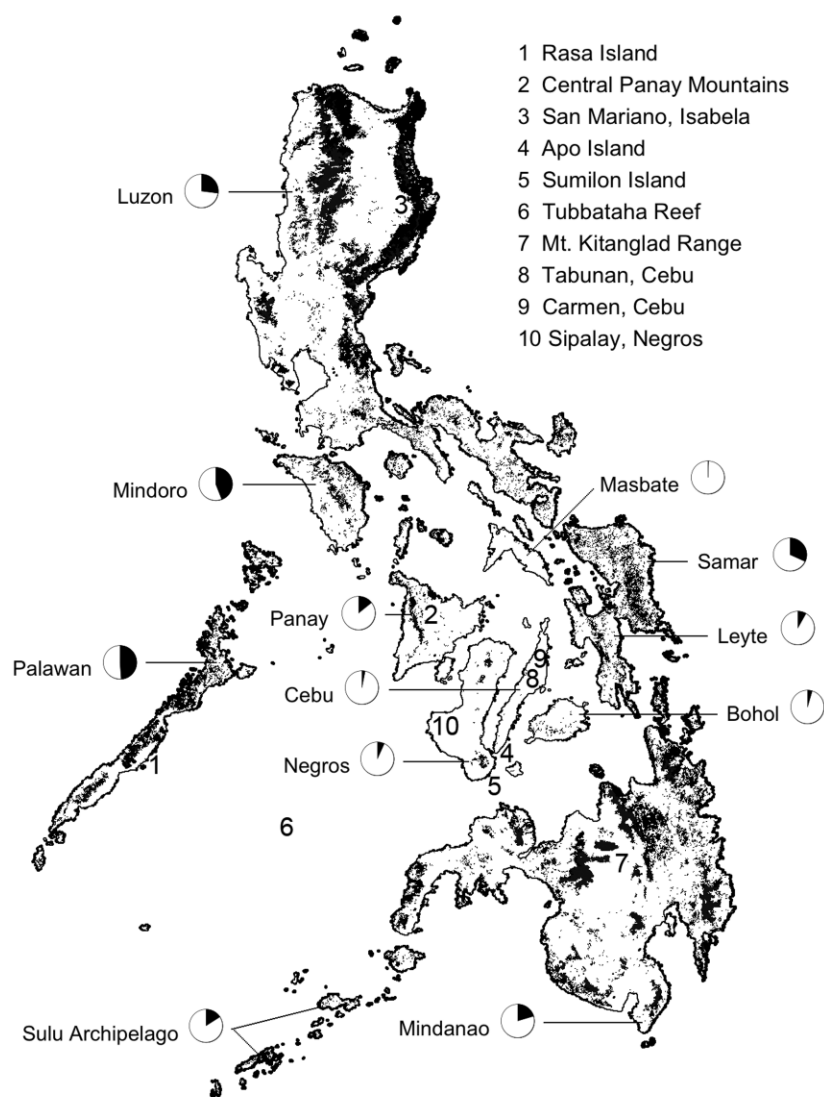 1 Rasa Island
2 Central Panay Mountains
3 San Mariano, Isabela
4 Apo Island
5 Sumilon Island
6 Tubbataha Reef
7 Mt. Kitanglad Range
8 Tabunan, Cebu
9 Carmen, Cebu
10 Sipalay, Negros
Luzon
3
Mindoro
Masbate
Samar
Panay
2
Leyte
Palawan
9
Cebu
8
Bohol
10
4
Negros
1
5
6
7
Sulu Archipelago
Mindanao